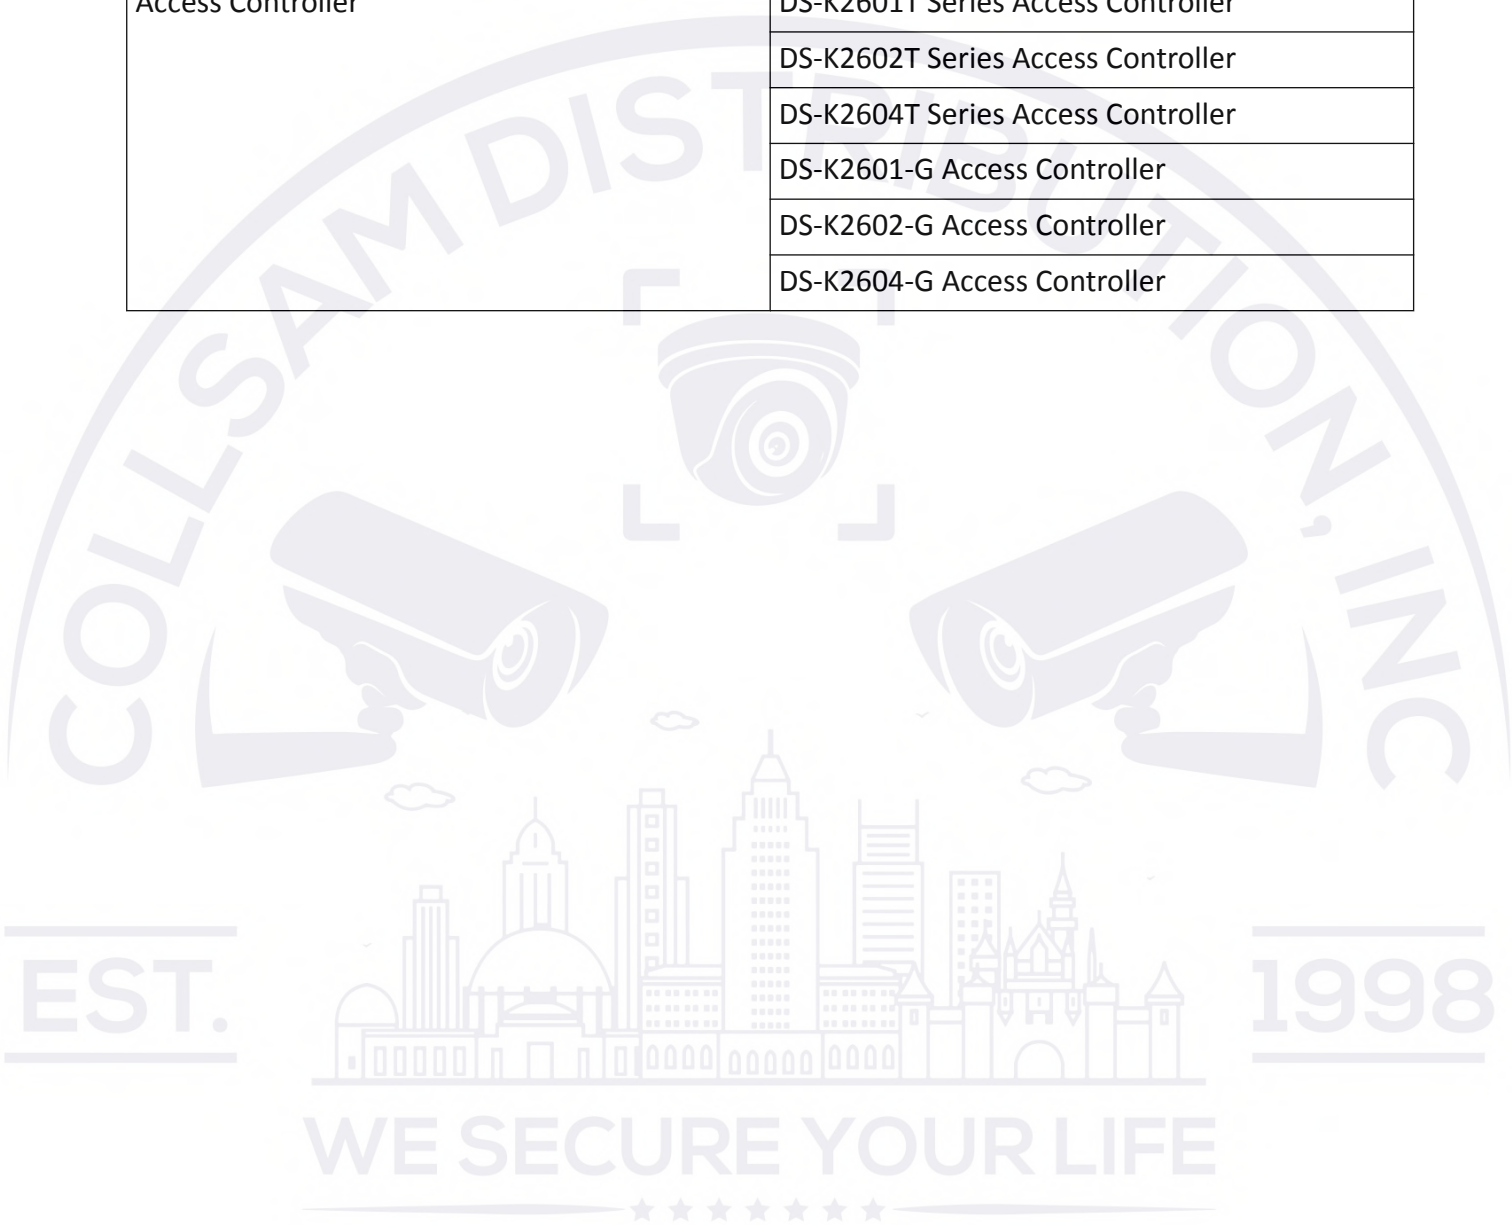 Access Controller
DS-K2601T Series Access Controller
DS-K2602T Series Access Controller
DS-K2604T Series Access Controller
DS-K2601-G Access Controller
DS-K2602-G Access Controller
DS-K2604-G Access Controller
COLLSAM DISTRIBUTION, INC
EST.
1998
WE SECURE YOUR LIFE